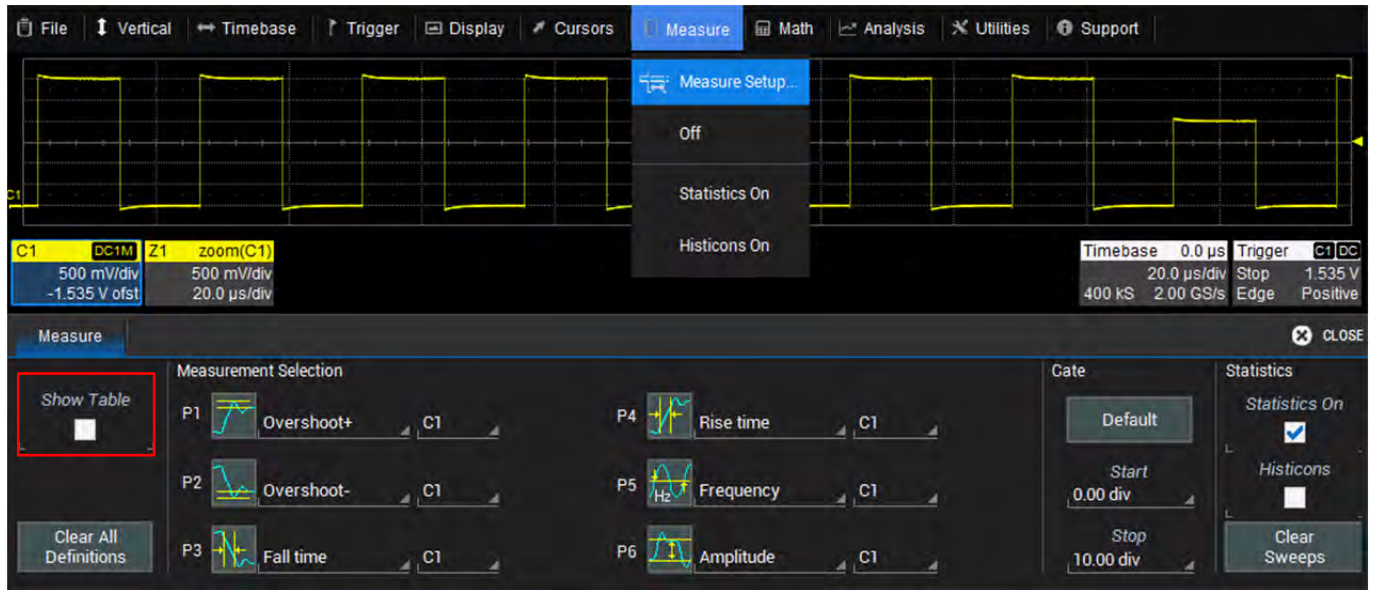 File Vertical Timebase Trigger Display Cursors Measure Math Analysis Utilities Support
Measure Setup...
Off
Statistics On
Histicons On
C1
C1 DC1M Z1 zoom(C1)
500 mV/div 500 mV/div
-1.535 V ofst 20.0 µs/div
Timebase 0.0 µs Trigger C1 DC
20.0 µs/div Stop 1.535 V
400 kS 2.00 GS/s Edge Positive
Measure CLOSE
Show Table
Clear All
Definitions
Measurement Selection
P1 Overshoot+ C1
P2 Overshoot- C1
P3 Fall time C1
P4 Rise time C1
P5 Hz Frequency C1
P6 Amplitude C1
Gate
Default
Start
0.00 div
Stop
10.00 div
Statistics
Statistics On
Histicons
Clear
Sweeps